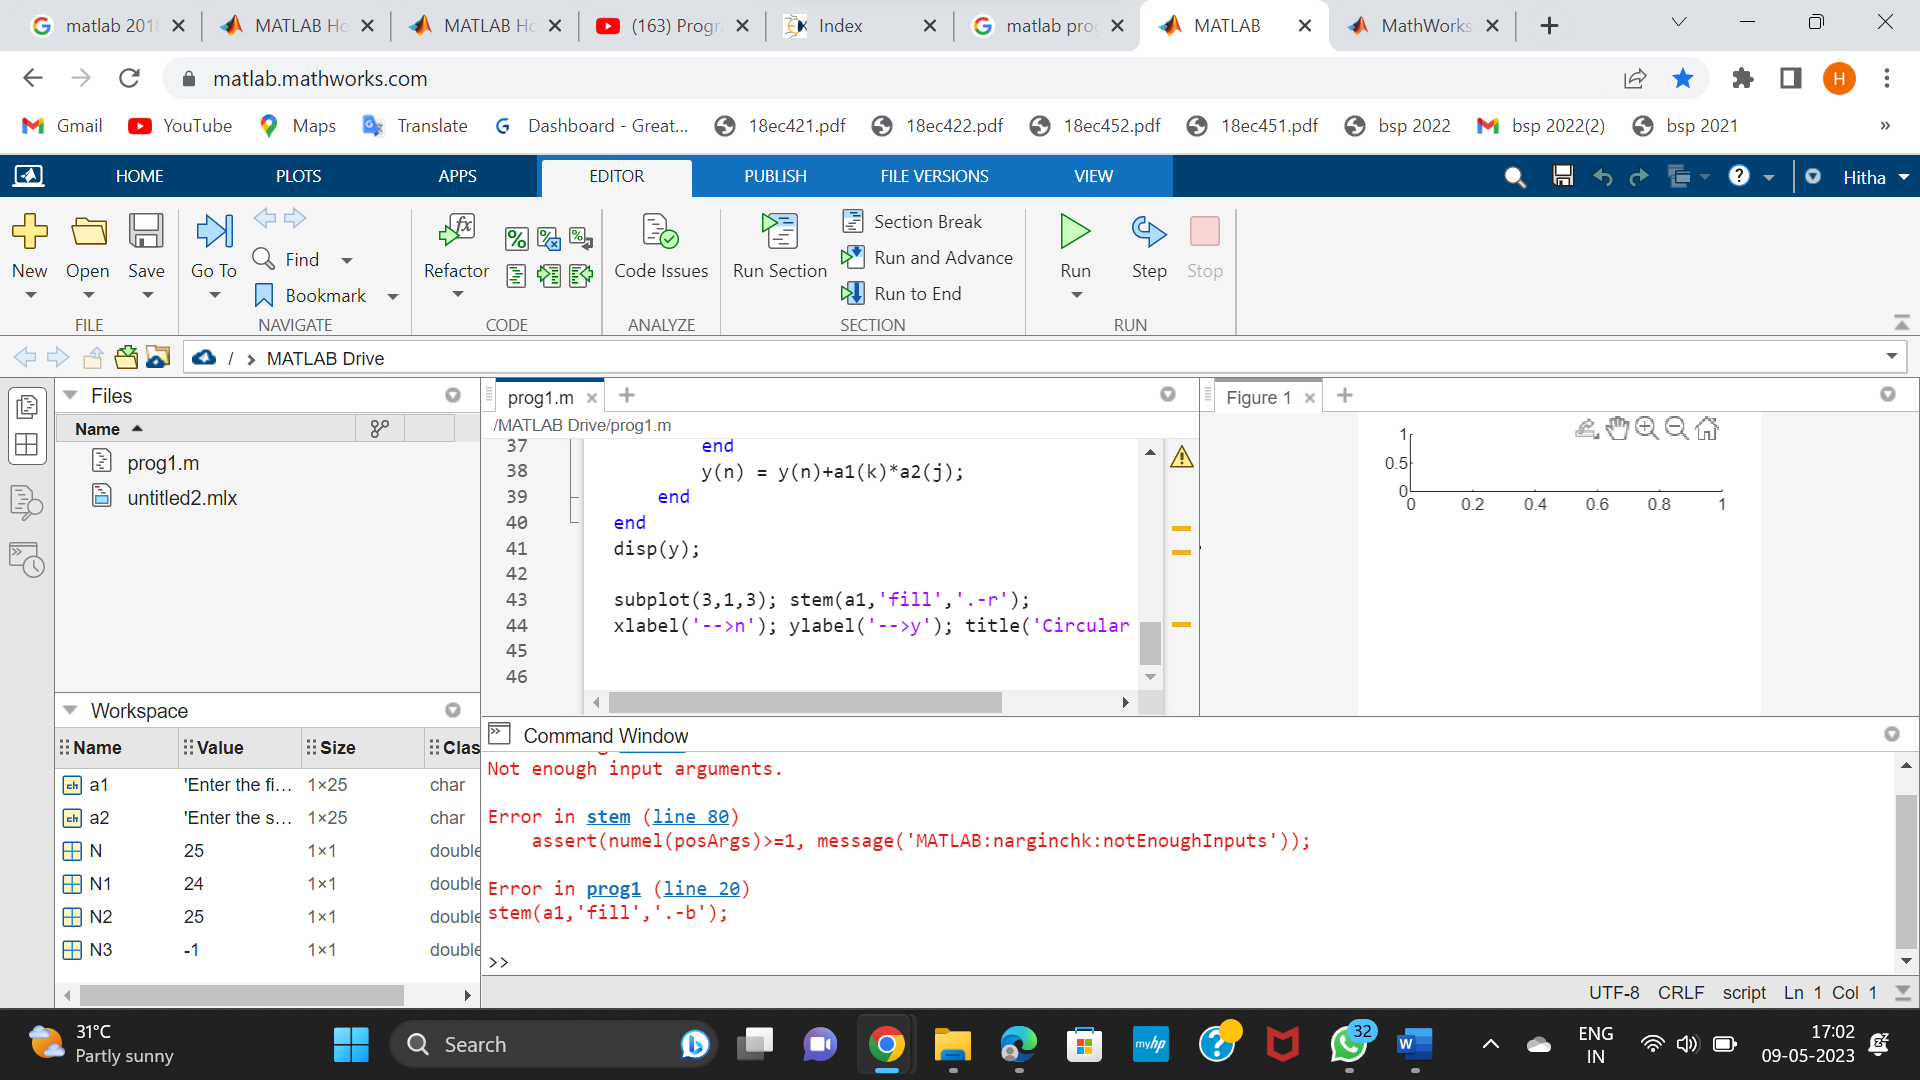 matlab 201
MATLAB Ho
MATLAB Ho
(163) Progr
Index
matlab pro
MATLAB
MathWorks
matlab.mathworks.com
H
Gmail
YouTube
Maps
Translate
Dashboard - Great...
18ec421.pdf
18ec422.pdf
18ec452.pdf
18ec451.pdf
bsp 2022
bsp 2022(2)
bsp 2021
»
HOME
PLOTS
APPS
EDITOR
PUBLISH
FILE VERSIONS
VIEW
Hitha
New
Open
Save
FILE
Go To
Find
Bookmark
NAVIGATE
Refactor
CODE
Code Issues
ANALYZE
Run Section
Section Break
Run and Advance
Run to End
SECTION
Run
Step
Stop
RUN
/ > MATLAB Drive
Files
Name
prog1.m
untitled2.mlx
prog1.m
/MATLAB Drive/prog1.m
37 end
38 y(n) = y(n)+a1(k)*a2(j);
39 end
40 end
41 disp(y);
42
43 subplot(3,1,3); stem(a1,'fill','.-r');
44 xlabel('-->n'); ylabel('-->y'); title('Circular
45
46
Figure 1
1
0.5
0
0 0.2 0.4 0.6 0.8 1
Workspace
Name Value Size Clas
a1 'Enter the fi... 1×25 char
a2 'Enter the s... 1×25 char
N 25 1×1 double
N1 24 1×1 double
N2 25 1×1 double
N3 -1 1×1 double
Command Window
Not enough input arguments.
Error in stem (line 80)
assert(numel(posArgs)>=1, message('MATLAB:narginchk:notEnoughInputs'));
Error in prog1 (line 20)
stem(a1,'fill','.-b');
>>
UTF-8 CRLF script Ln 1 Col 1
31°C
Partly sunny
Search
myhp
32
W
ENG
IN
17:02
09-05-2023